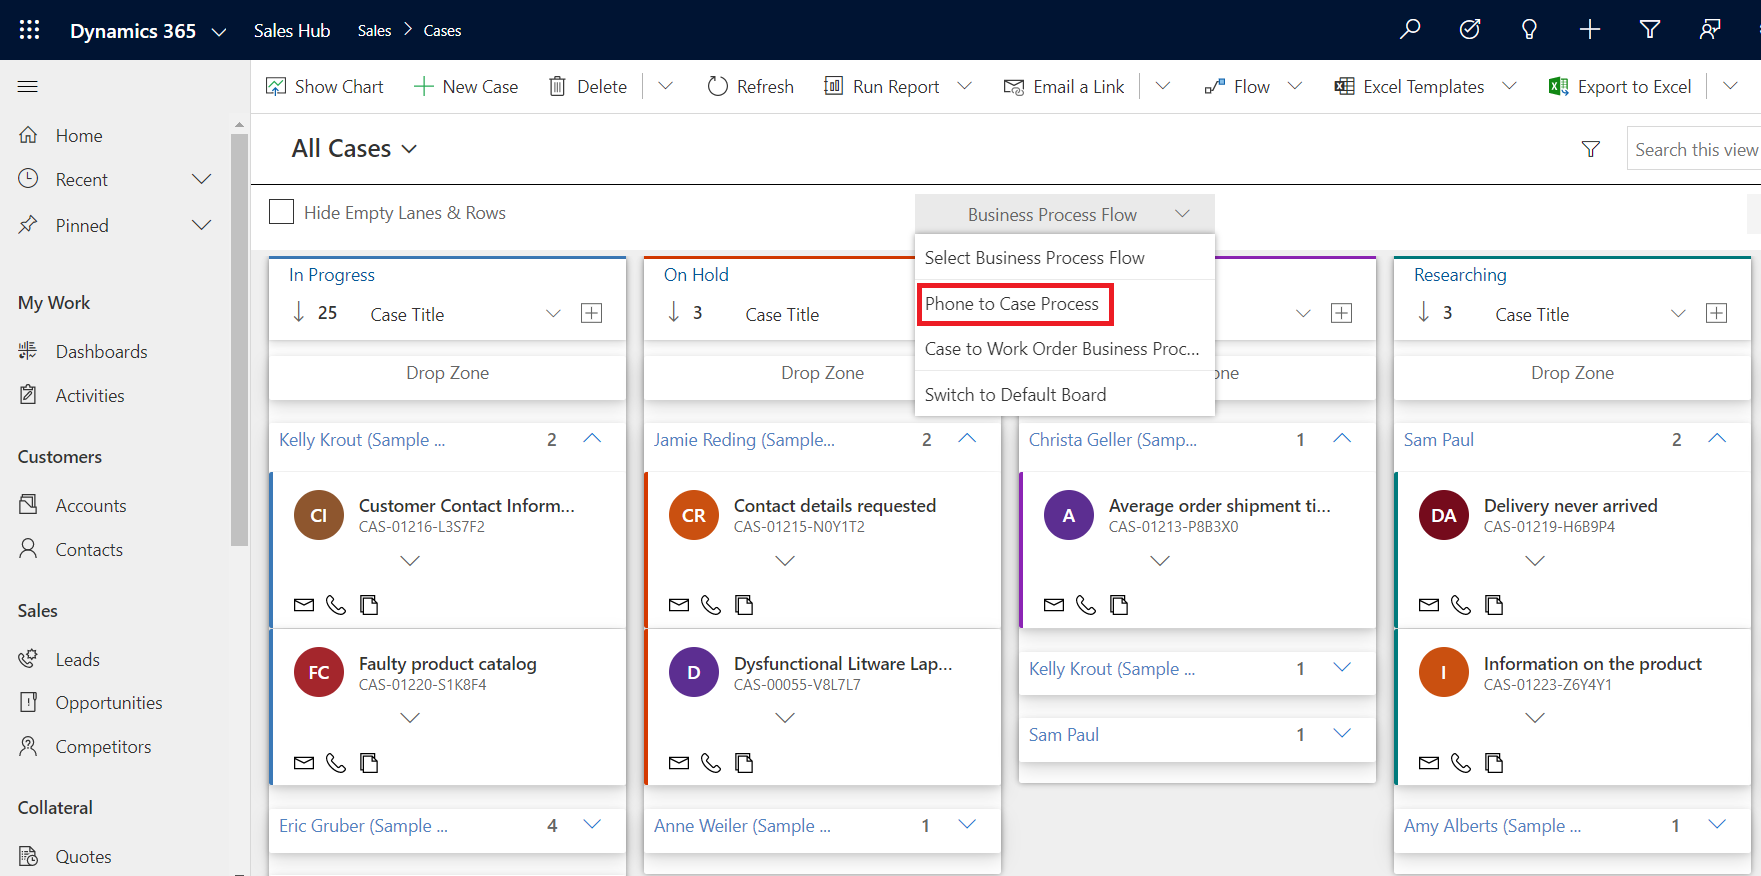 Dynamics 365 Sales Hub Sales Cases
Show Chart New Case Delete Refresh Run Report Email a Link Flow Excel Templates Export to Excel
Home
Recent
Pinned
My Work
Dashboards
Activities
Customers
Accounts
Contacts
Sales
Leads
Opportunities
Competitors
Collateral
Quotes
All Cases
Search this view
Hide Empty Lanes & Rows
Business Process Flow
Select Business Process Flow
Phone to Case Process
Case to Work Order Business Proc...
Switch to Default Board
In Progress
25 Case Title
Drop Zone
Kelly Krout (Sample ... 2
CI Customer Contact Inform...
CAS-01216-L3S7F2
FC Faulty product catalog
CAS-01220-S1K8F4
Eric Gruber (Sample ... 4
On Hold
3 Case Title
Drop Zone
Jamie Reding (Sample... 2
CR Contact details requested
CAS-01215-N0Y1T2
D Dysfunctional Litware Lap...
CAS-00055-V8L7L7
Anne Weiler (Sample ... 1
Christa Geller (Samp... 1
A Average order shipment ti...
CAS-01213-P8B3X0
Kelly Krout (Sample ... 1
Sam Paul 1
Researching
3 Case Title
Drop Zone
Sam Paul 2
DA Delivery never arrived
CAS-01219-H6B9P4
I Information on the product
CAS-01223-Z6Y4Y1
Amy Alberts (Sample ... 1